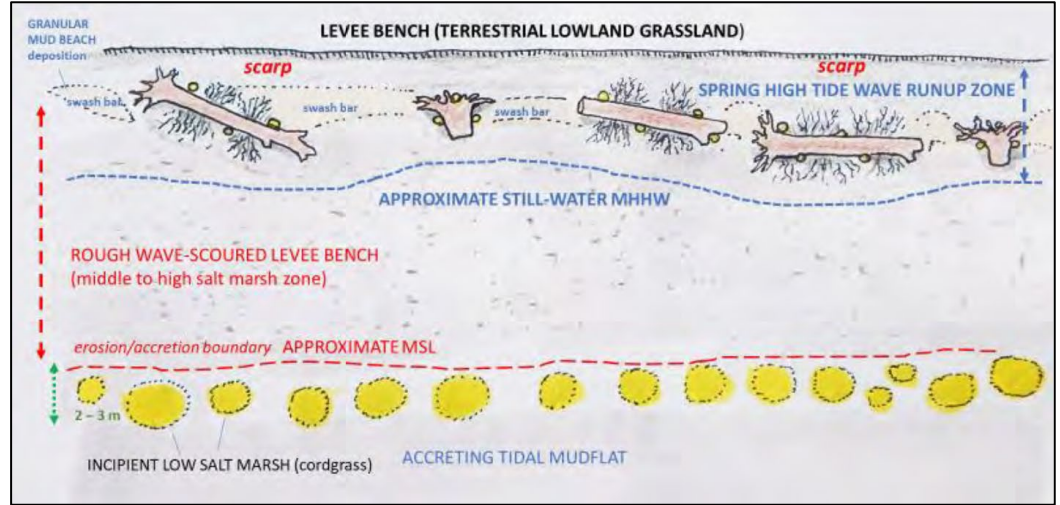 GRANULAR
MUD BEACH
deposition
LEVEE BENCH (TERRESTRIAL LOWLAND GRASSLAND)
scarp
scarp
SPRING HIGH TIDE WAVE RUNUP ZONE
swash bar
swash bar
swash bar
APPROXIMATE STILL-WATER MHHW
ROUGH WAVE-SCOURED LEVEE BENCH
(middle to high salt marsh zone)
erosion/accretion boundary APPROXIMATE MSL
2 – 3 m
INCIPIENT LOW SALT MARSH (cordgrass)
ACCRETING TIDAL MUDFLAT